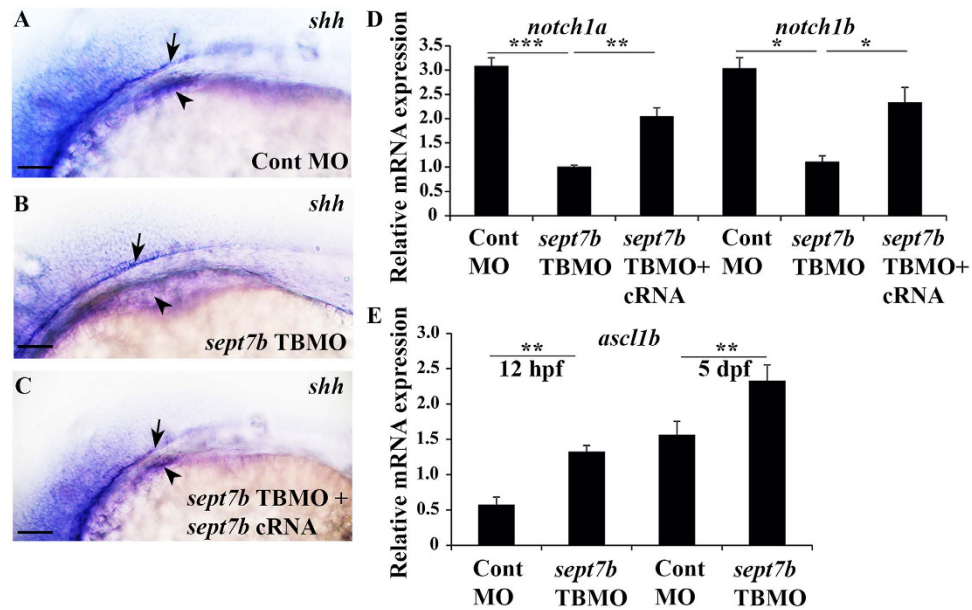 A
shh
Cont MO
B
shh
sept7b TBMO
C
shh
sept7b TBMO +
sept7b cRNA
D
notch1a
notch1b
***
**
*
*
Relative mRNA expression
3.5
3.0
2.5
2.0
1.5
1.0
0.5
0
Cont
MO
sept7b
TBMO
sept7b
TBMO+
cRNA
Cont
MO
sept7b
TBMO
sept7b
TBMO+
cRNA
E
ascl1b
**
**
12 hpf
5 dpf
Relative mRNA expression
3.0
2.5
2.0
1.5
1.0
0.5
0
Cont
MO
sept7b
TBMO
Cont
MO
sept7b
TBMO